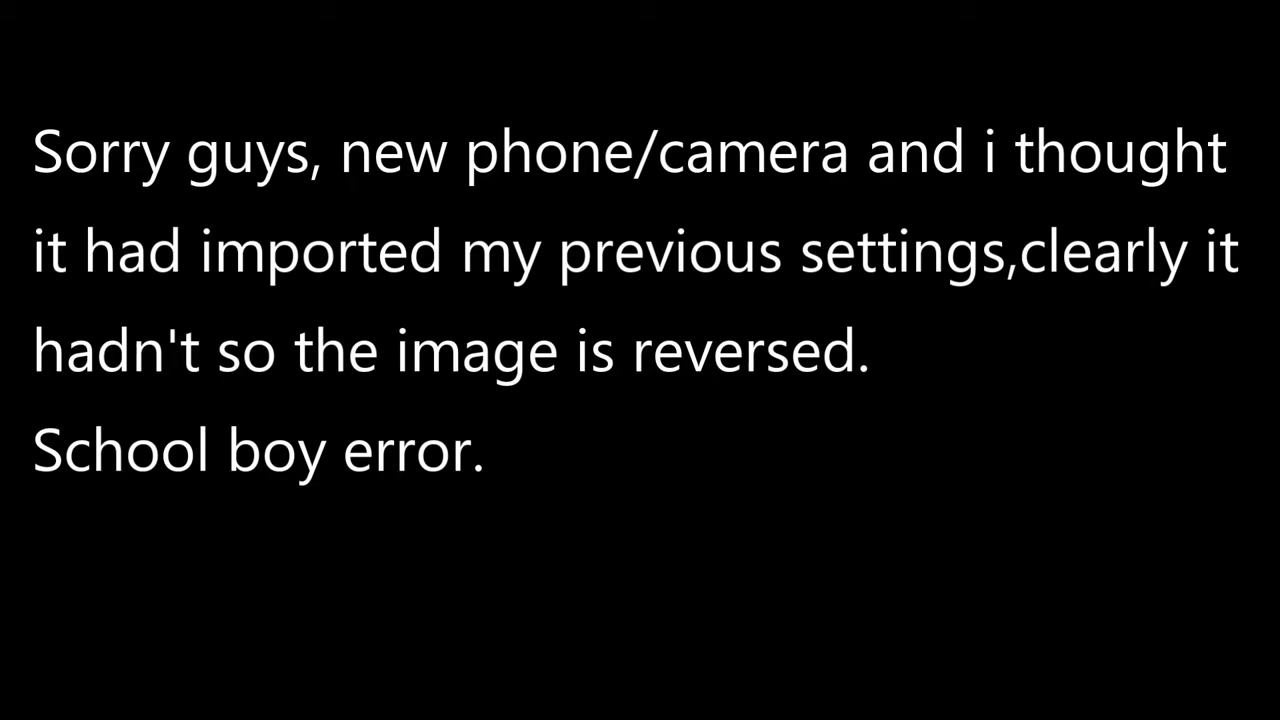 Sorry guys, new phone/camera and i thought
it had imported my previous settings,clearly it
hadn't so the image is reversed.
School boy error.